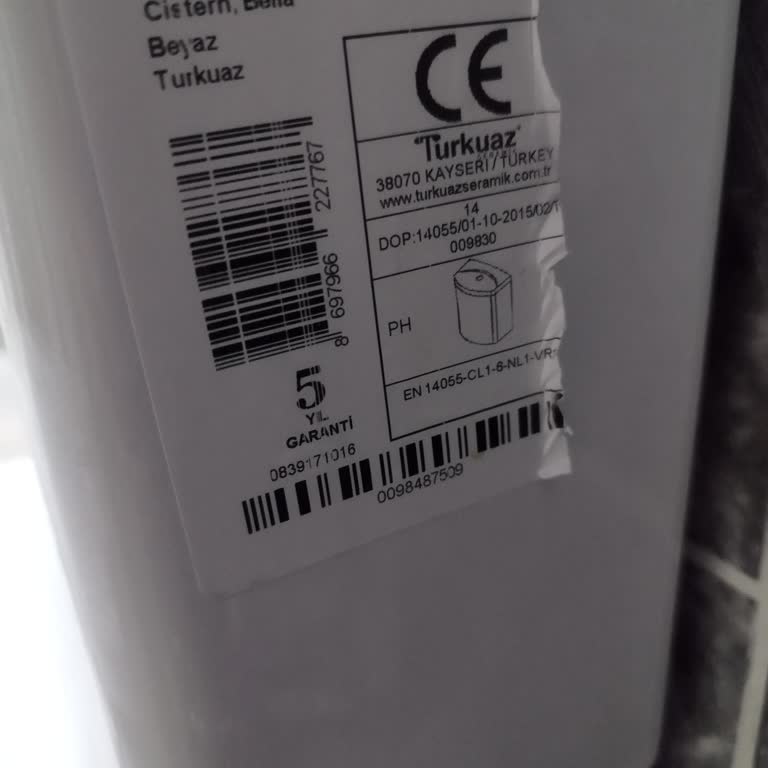 Cistern, Bella
Beyaz
Turkuaz
8 697966 227767
5
YIL
GARANTİ
CE
Turkuaz
38070 KAYSERİ/TURKEY
www.turkuazseramik.com.tr
14
DOP:14055/01-10-2015/02/1
009830
PH
EN 14055-CL1-6-NL1-VR
0839171016
0098487509